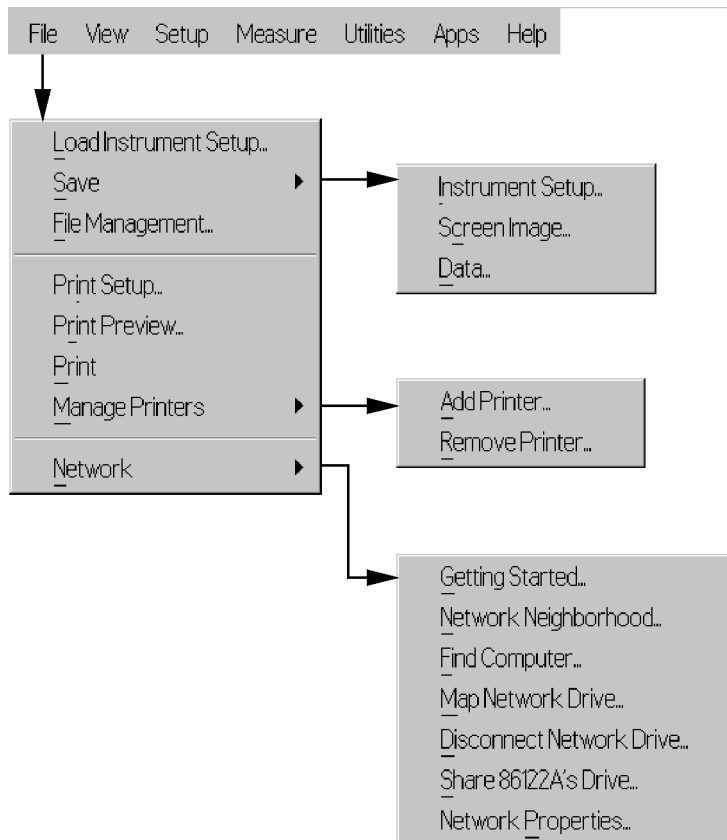 File View Setup Measure Utilities Apps Help
Load Instrument Setup...
Save
File Management...
Print Setup...
Print Preview...
Print
Manage Printers
Network
Instrument Setup...
Screen Image...
Data...
Add Printer...
Remove Printer...
Getting Started...
Network Neighborhood...
Find Computer...
Map Network Drive...
Disconnect Network Drive...
Share 86122A's Drive...
Network Properties...